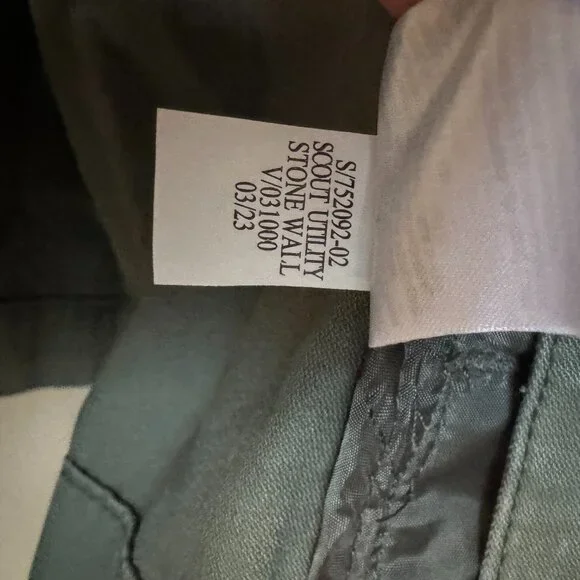 S/752092-02
SCOUT UTILITY
STONE WALL
V/031000
03/23